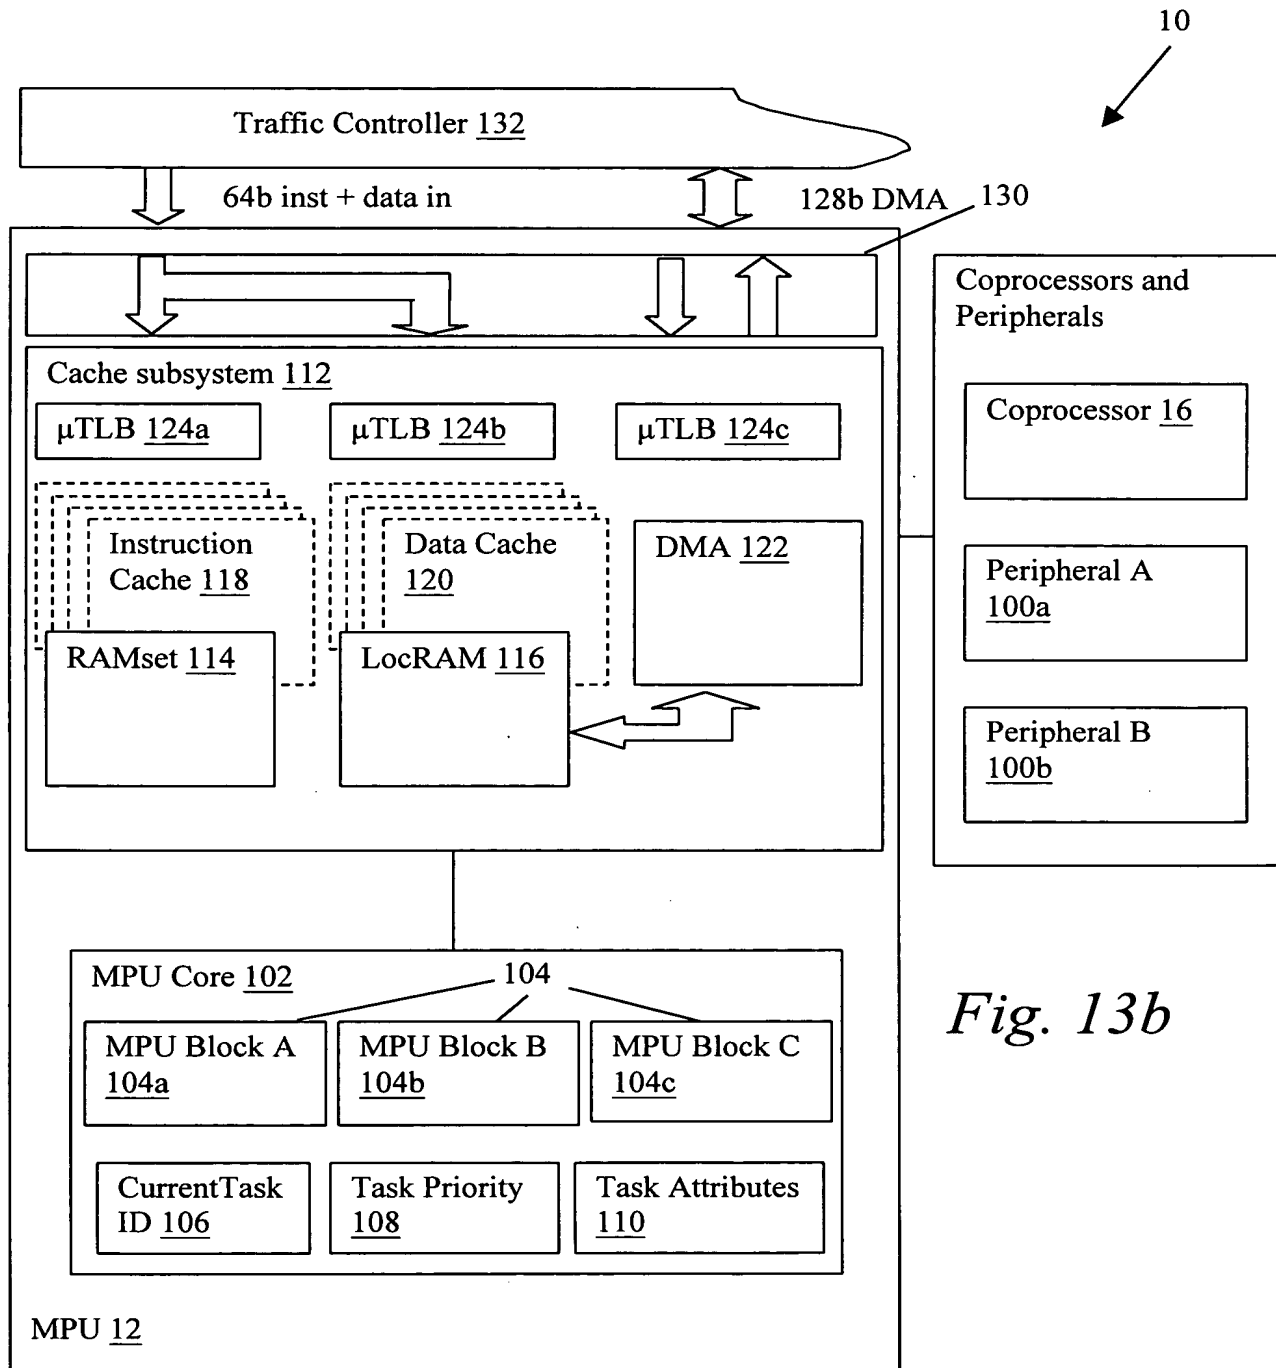 10
Traffic Controller 132
64b inst + data in
128b DMA
130
Coprocessors and
Peripherals
Cache subsystem 112
μTLB 124a
μTLB 124b
μTLB 124c
Coprocessor 16
Instruction
Cache 118
Data Cache
120
DMA 122
Peripheral A
100a
RAMset 114
LocRAM 116
Peripheral B
100b
MPU Core 102
104
MPU Block A
104a
MPU Block B
104b
MPU Block C
104c
Fig. 13b
CurrentTask
ID 106
Task Priority
108
Task Attributes
110
MPU 12